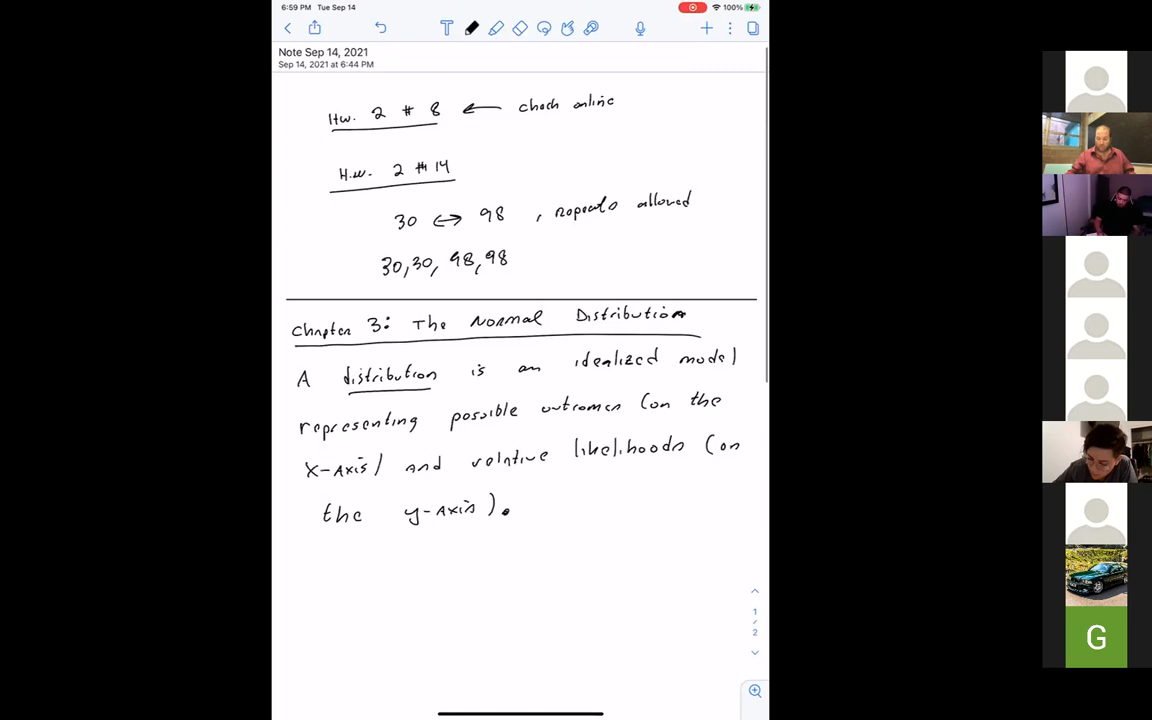 6:59 PM Tue Sep 14
100%
T
Note Sep 14, 2021
Sep 14, 2021 at 6:44 PM
Hw. 2 # 8 ← check online
H.w. 2 #14
30 ↔ 98 , repeats allowed
30,30, 98,98
Chapter 3: The Normal Distribution
A distribution is an idealized model
representing possible outcomes (on the
x-Axis) and relative likelihoods (on
the y-Axis).
1
2
G